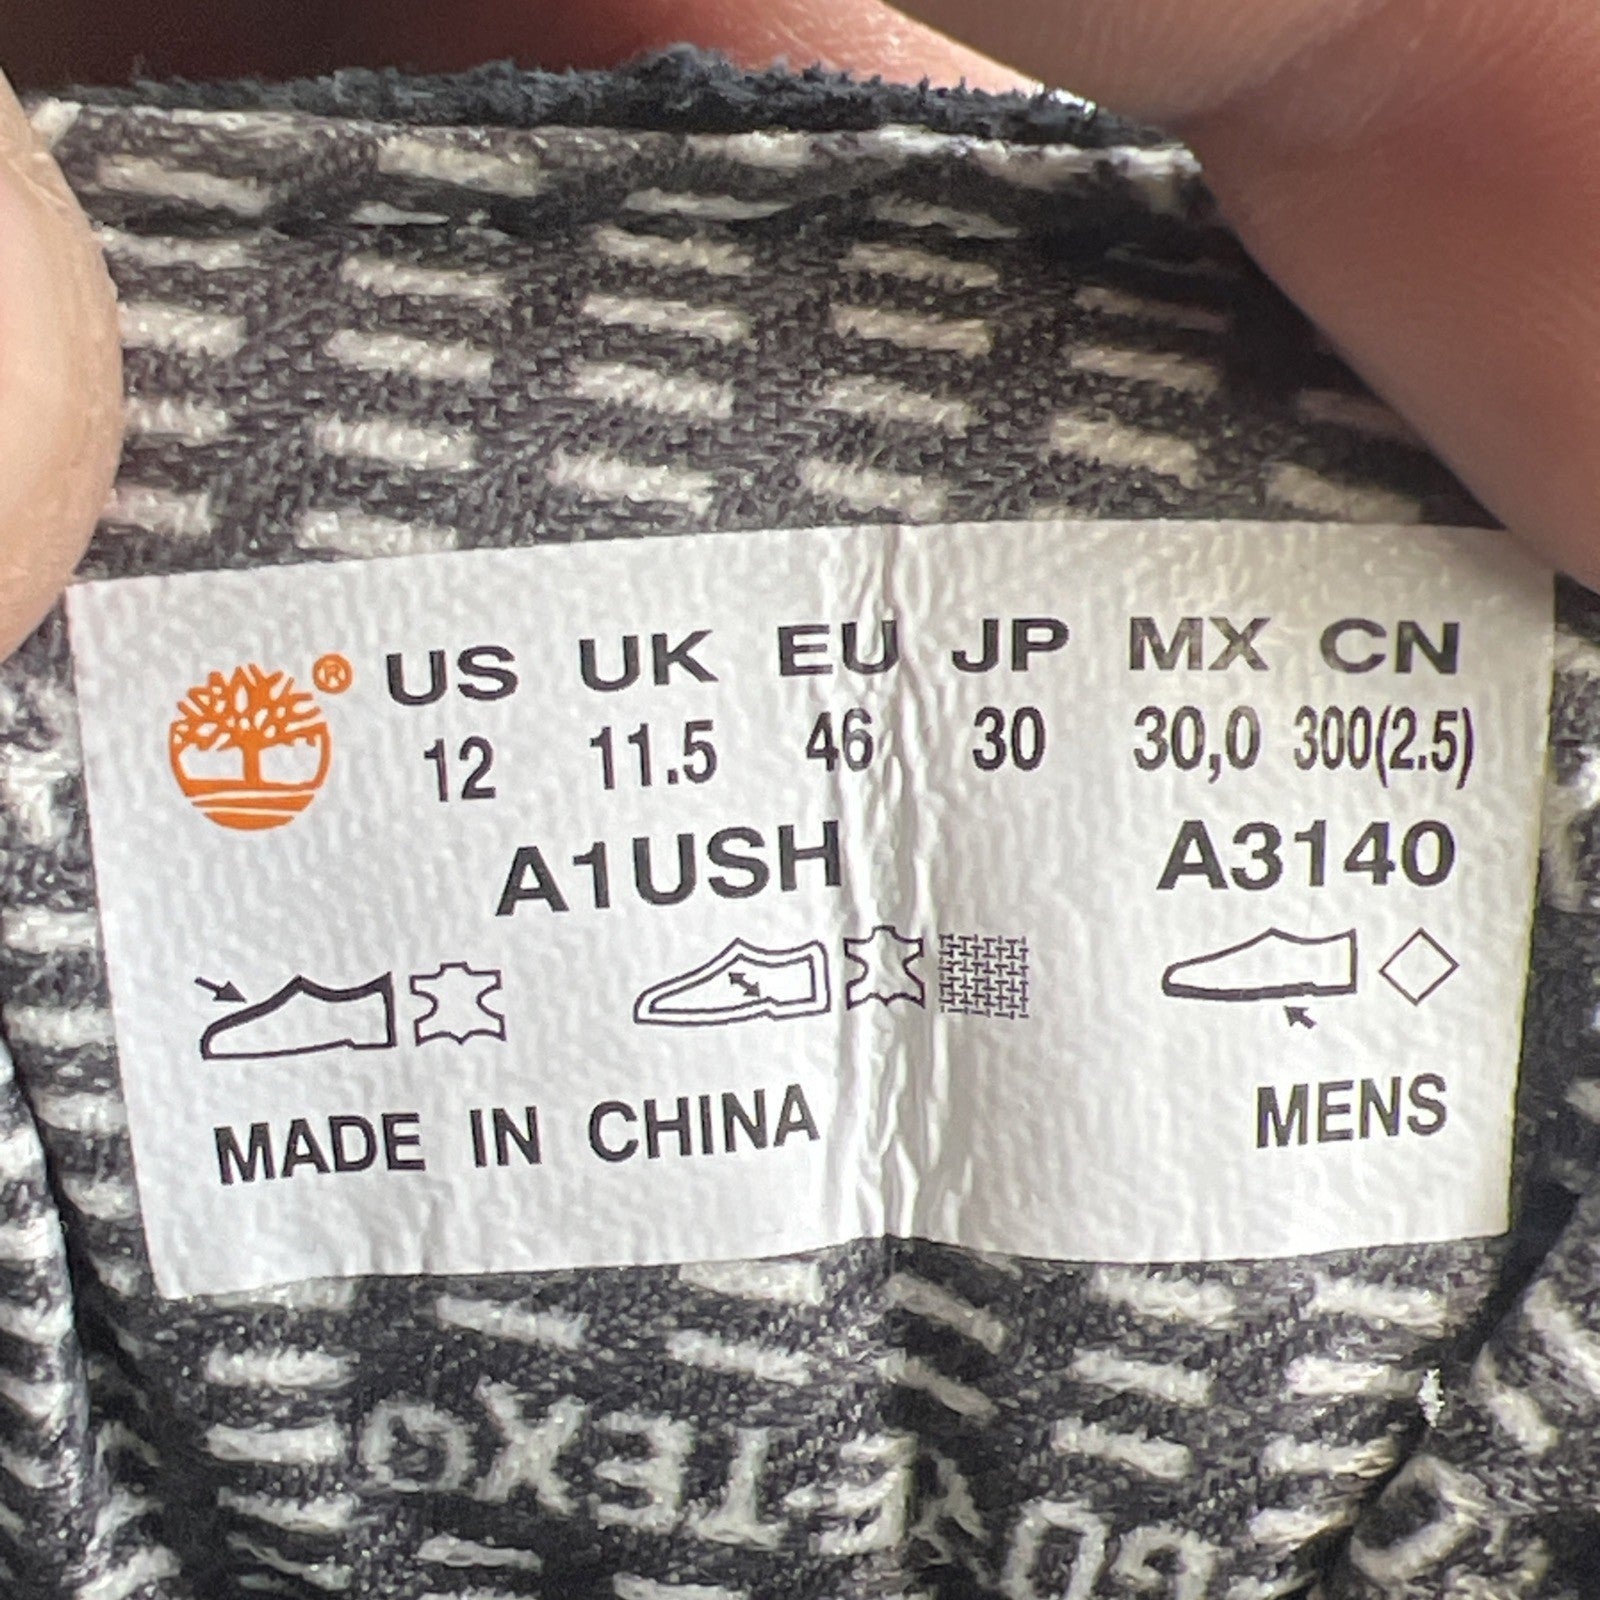 ® US UK EU JP MX CN
12 11.5 46 30 30,0 300(2.5)
A1USH A3140
MADE IN CHINA MENS